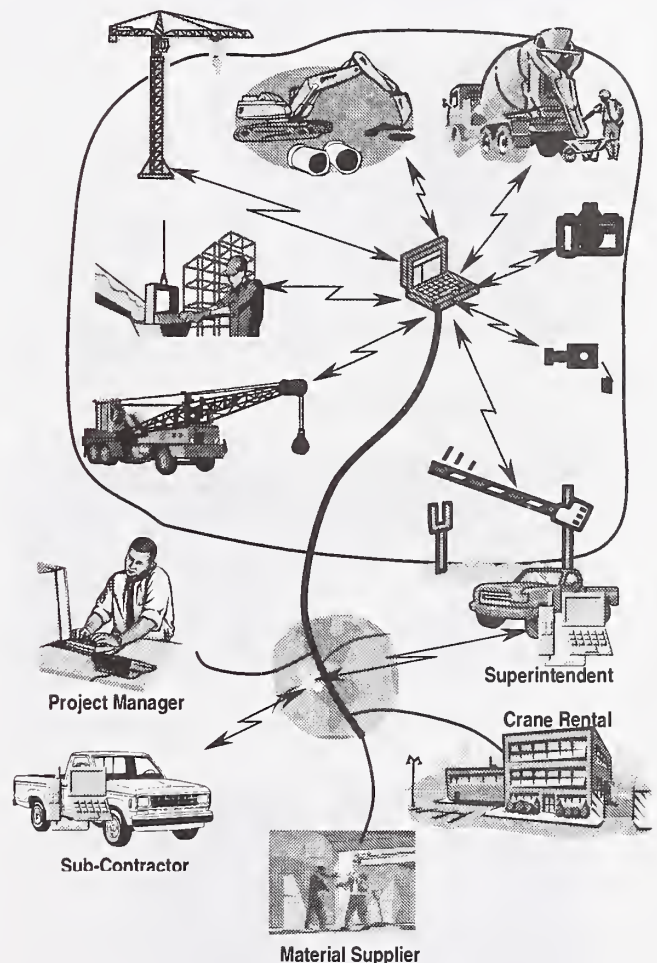 Project Manager
Superintendent
Crane Rental
Sub-Contractor
Material Supplier